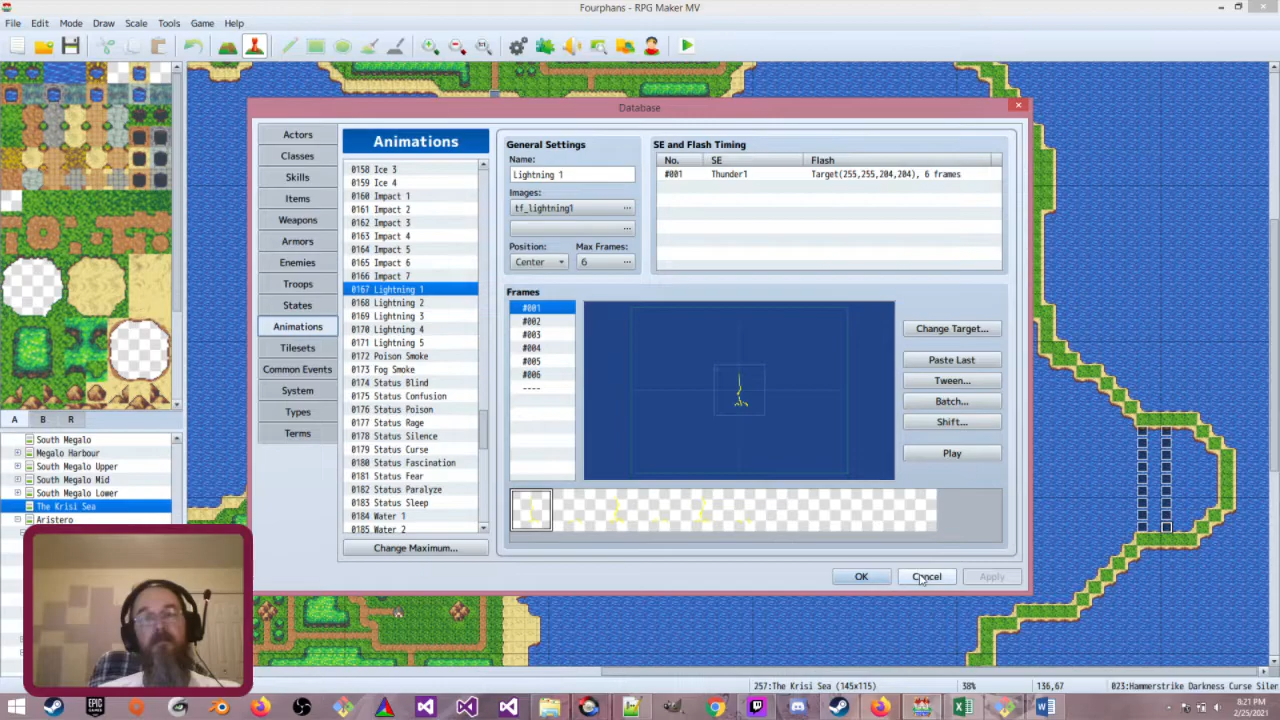 Fourphans - RPG Maker MV
File Edit Mode Draw Scale Tools Game Help
Database
Actors
Classes
Skills
Items
Weapons
Armors
Enemies
Troops
States
Animations
Tilesets
Common Events
System
Types
Terms
Animations
0158 Ice 3
0159 Ice 4
0160 Impact 1
0161 Impact 2
0162 Impact 3
0163 Impact 4
0164 Impact 5
0165 Impact 6
0166 Impact 7
0167 Lightning 1
0168 Lightning 2
0169 Lightning 3
0170 Lightning 4
0171 Lightning 5
0172 Poison Smoke
0173 Fog Smoke
0174 Status Blind
0175 Status Confusion
0176 Status Poison
0177 Status Rage
0178 Status Silence
0179 Status Curse
0180 Status Fascination
0181 Status Fear
0182 Status Paralyze
0183 Status Sleep
0184 Water 1
0185 Water 2
Change Maximum...
General Settings
Name:
Lightning 1
Images:
tf_lightning1 ...
...
Position: Max Frames:
Center 6 ...
SE and Flash Timing
No. SE Flash
#001 Thunder1 Target(255,255,204,204), 6 frames
Frames
#001
#002
#003
#004
#005
#006
----
Change Target...
Paste Last
Tween...
Batch...
Shift...
Play
OK Cancel Apply
A B R
South Megalo
Megalo Harbour
South Megalo Upper
South Megalo Mid
South Megalo Lower
The Krisi Sea
Aristero
257:The Krisi Sea (145x115) 38% 136,67 023:Hammerstrike Darkness Curse Siler
8:21 PM
2/25/2021